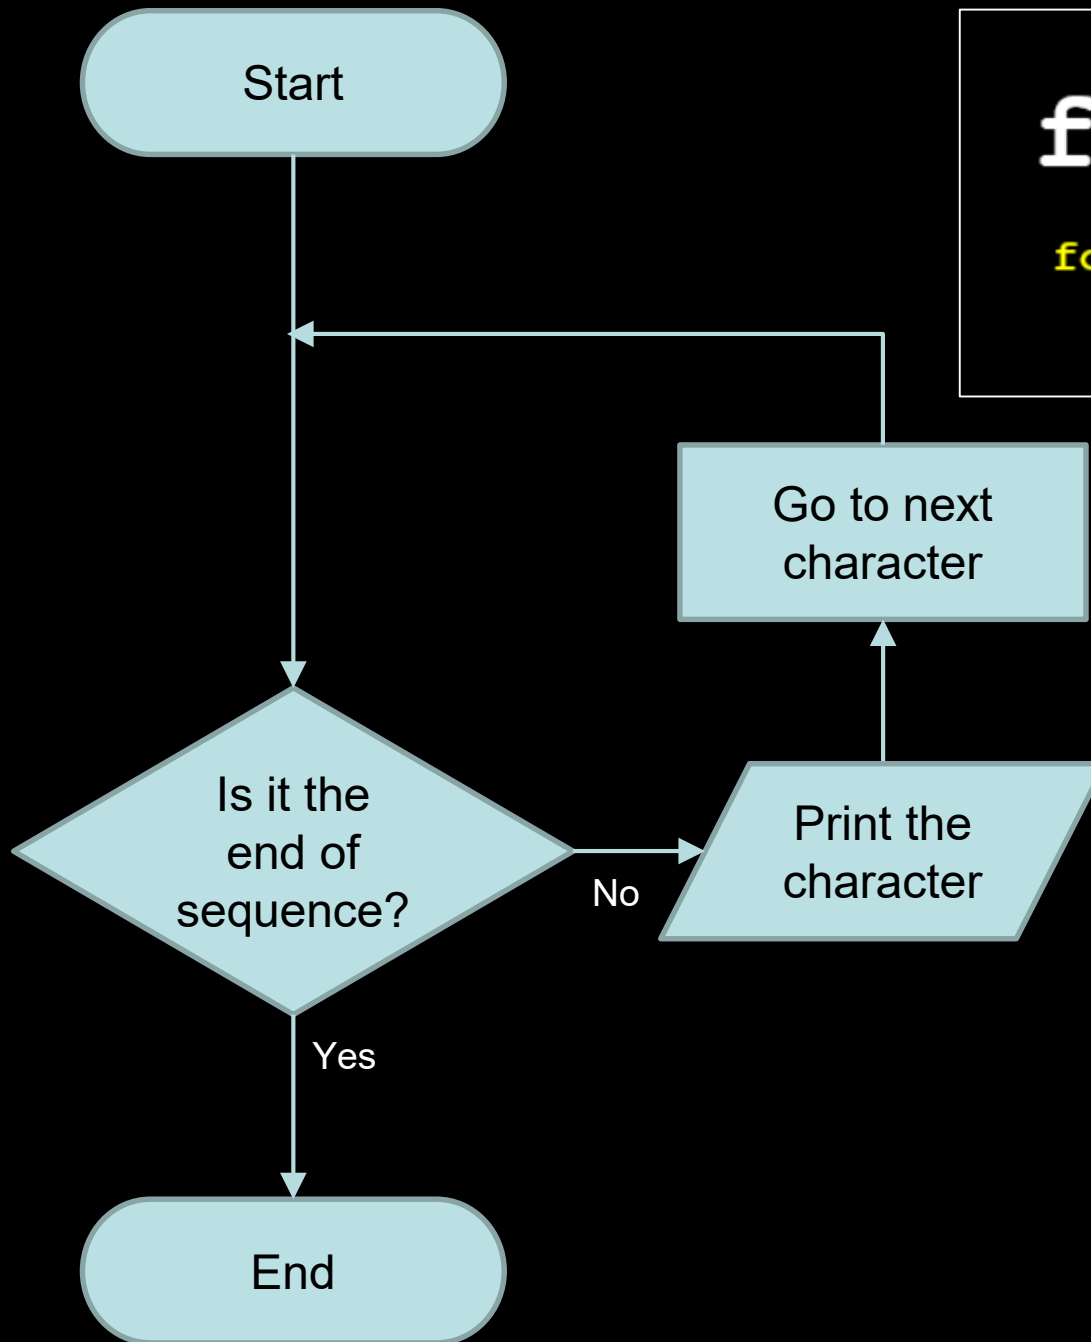 Start
Go to next
character
Is it the
end of
sequence?
No
Print the
character
Yes
End